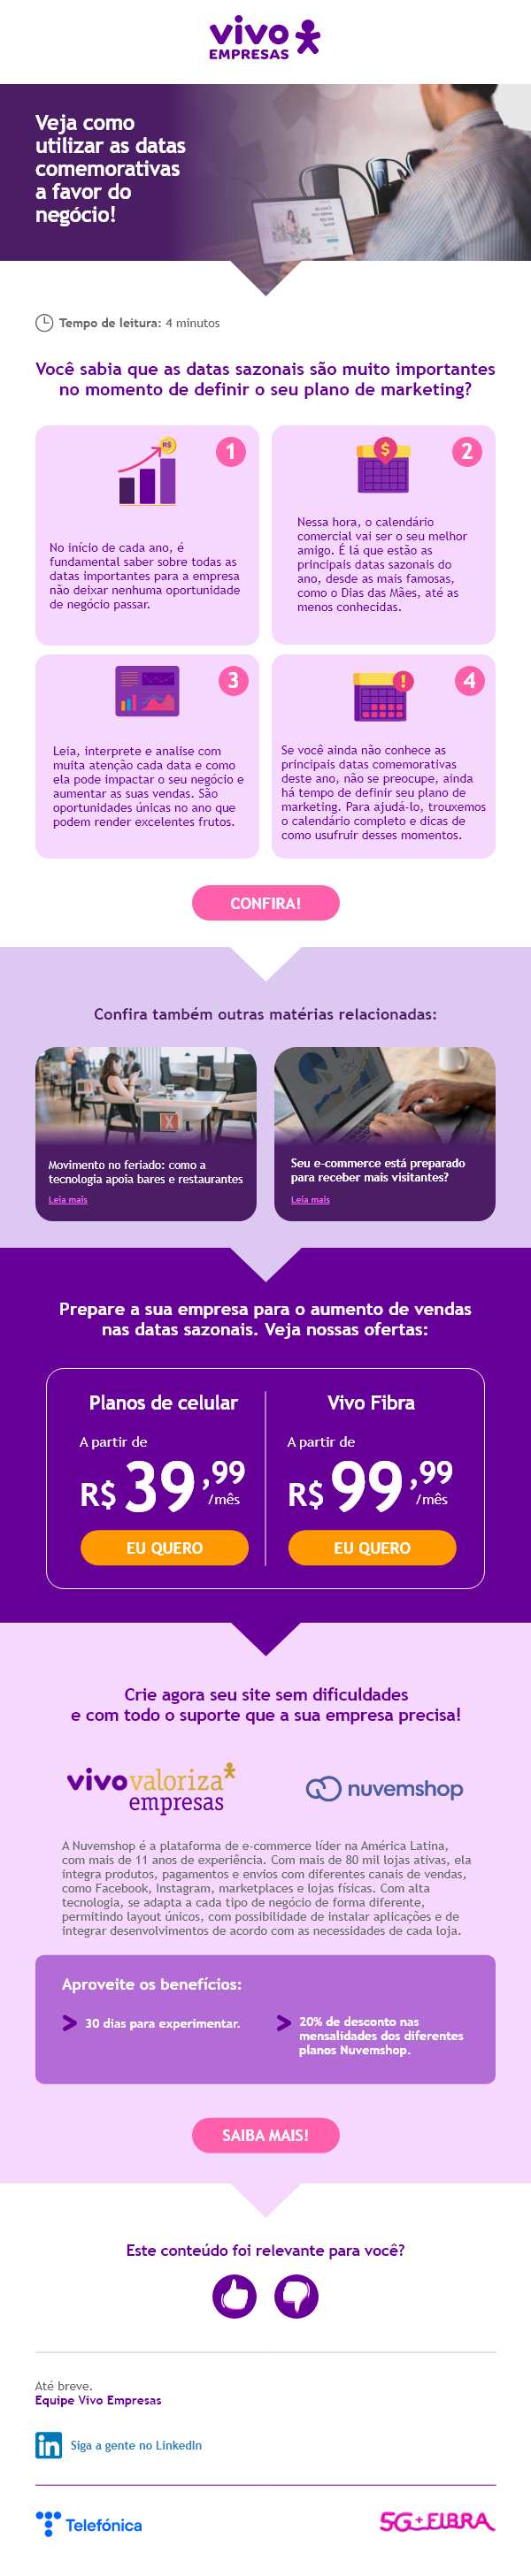 vivo
EMPRESAS
Veja como
utilizar as datas
comemorativas
a favor do
negócio!
Tempo de leitura: 4 minutos
Você sabia que as datas sazonais são muito importantes
no momento de definir o seu plano de marketing?
R$
1
No início de cada ano, é
fundamental saber sobre todas as
datas importantes para a empresa
não deixar nenhuma oportunidade
de negócio passar.
$
2
Nessa hora, o calendário
comercial vai ser o seu melhor
amigo. É lá que estão as
principais datas sazonais do
ano, desde as mais famosas,
como o Dias das Mães, até as
menos conhecidas.
3
Leia, interprete e analise com
muita atenção cada data e como
ela pode impactar o seu negócio e
aumentar as suas vendas. São
oportunidades únicas no ano que
podem render excelentes frutos.
!
4
Se você ainda não conhece as
principais datas comemorativas
deste ano, não se preocupe, ainda
há tempo de definir seu plano de
marketing. Para ajudá-lo, trouxemos
o calendário completo e dicas de
como usufruir desses momentos.
CONFIRA!
Confira também outras matérias relacionadas:
Movimento no feriado: como a
tecnologia apoia bares e restaurantes
Leia mais
Seu e-commerce está preparado
para receber mais visitantes?
Leia mais
Prepare a sua empresa para o aumento de vendas
nas datas sazonais. Veja nossas ofertas:
Planos de celular
A partir de
R$ 39,99
/mês
EU QUERO
Vivo Fibra
A partir de
R$ 99,99
/mês
EU QUERO
Crie agora seu site sem dificuldades
e com todo o suporte que a sua empresa precisa!
vivo valoriza
empresas
nuvemshop
A Nuvemshop é a plataforma de e-commerce líder na América Latina,
com mais de 11 anos de experiência. Com mais de 80 mil lojas ativas, ela
integra produtos, pagamentos e envios com diferentes canais de vendas,
como Facebook, Instagram, marketplaces e lojas físicas. Com alta
tecnologia, se adapta a cada tipo de negócio de forma diferente,
permitindo layout únicos, com possibilidade de instalar aplicações e de
integrar desenvolvimentos de acordo com as necessidades de cada loja.
Aproveite os benefícios:
30 dias para experimentar.
20% de desconto nas
mensalidades dos diferentes
planos Nuvemshop.
SAIBA MAIS!
Este conteúdo foi relevante para você?
Até breve.
Equipe Vivo Empresas
in
Siga a gente no LinkedIn
Telefónica
5G+FIBRA